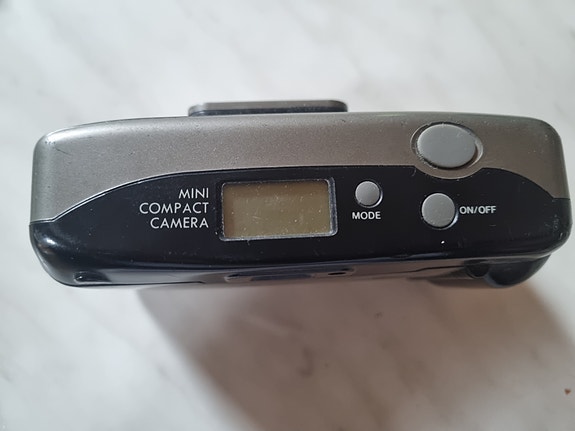 MINI
COMPACT
CAMERA
MODE
ON/OFF